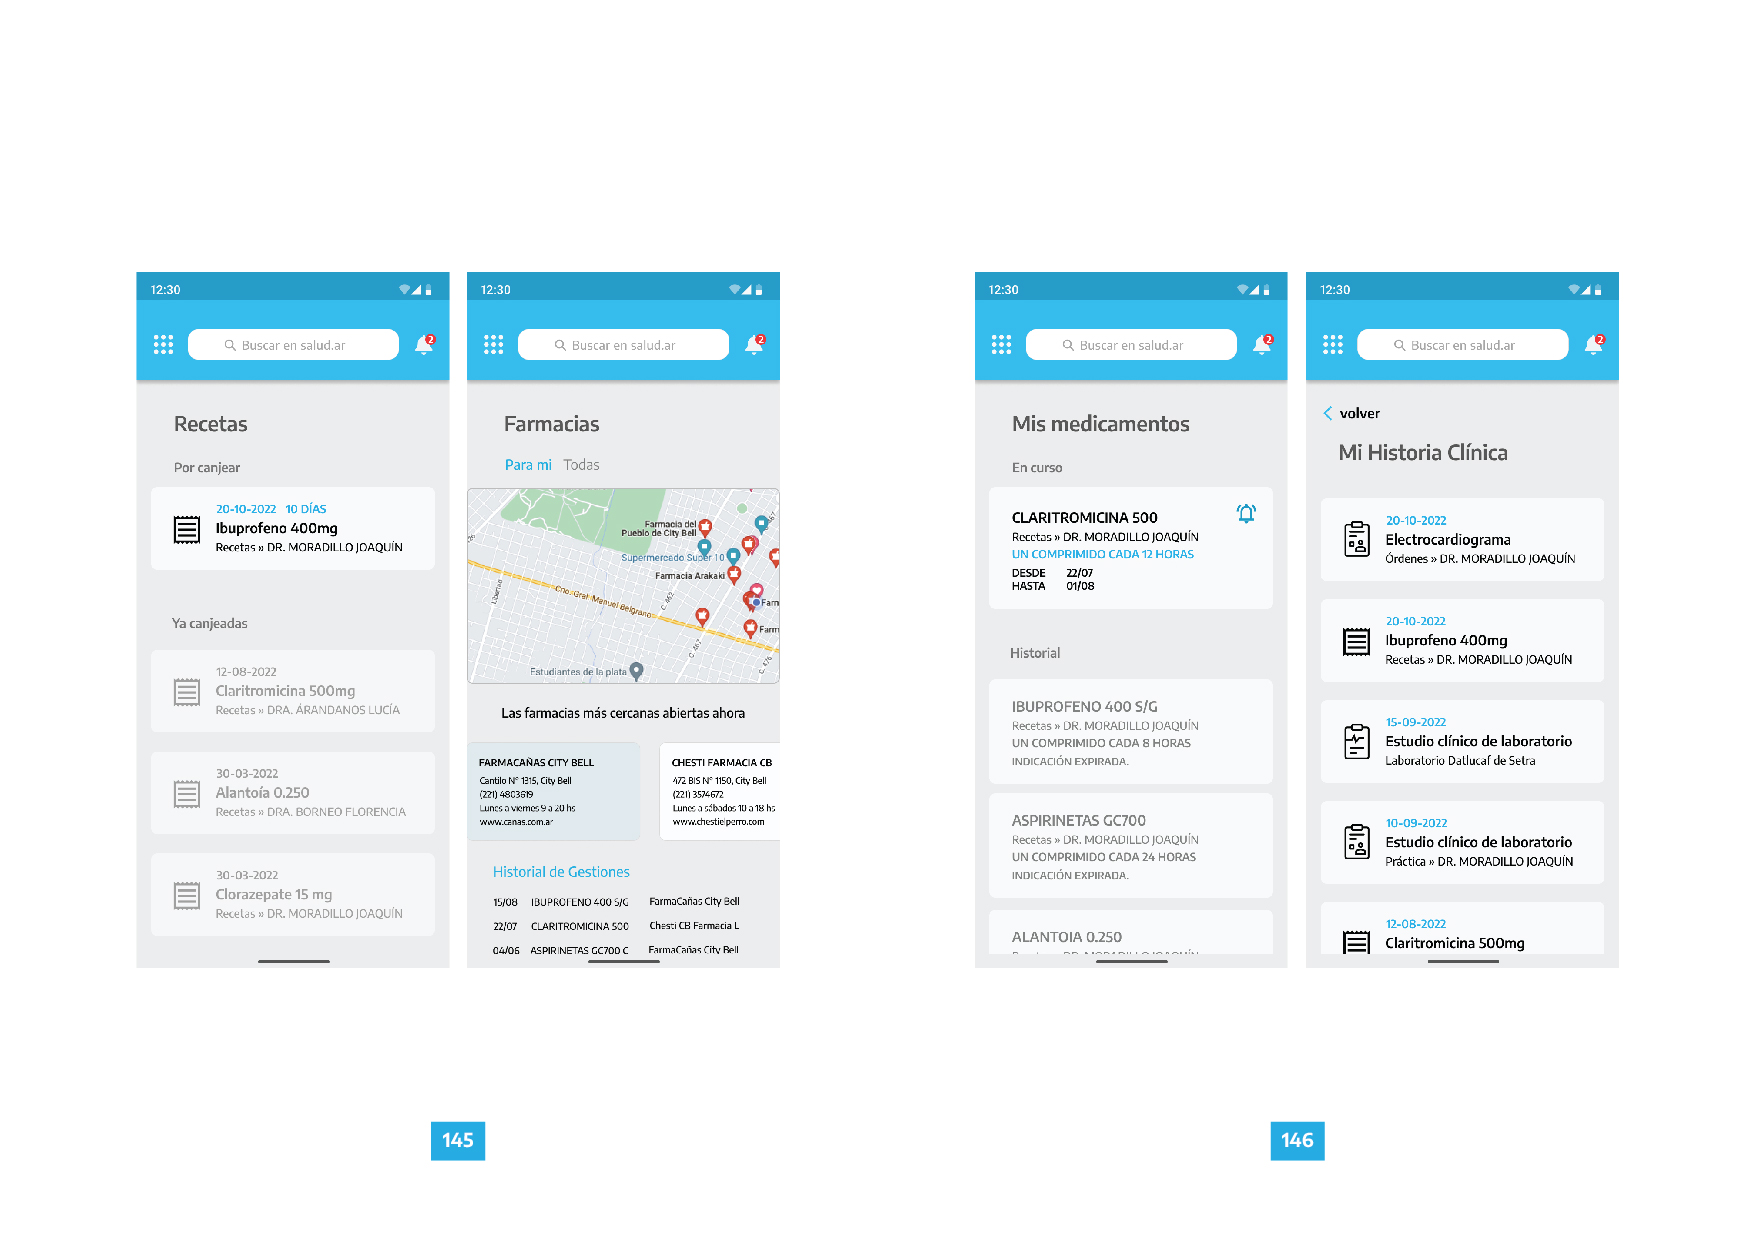 12:30
Buscar en salud.ar
2
Recetas
Por canjear
20-10-2022 10 DÍAS
Ibuprofeno 400mg
Recetas » DR. MORADILLO JOAQUÍN
Ya canjeadas
12-08-2022
Claritromicina 500mg
Recetas » DRA. ÁRANDANOS LUCÍA
30-03-2022
Alantoía 0.250
Recetas » DRA. BORNEO FLORENCIA
30-03-2022
Clorazepate 15 mg
Recetas » DR. MORADILLO JOAQUÍN
12:30
Buscar en salud.ar
2
Farmacias
Para mi Todas
Farmacia del
Pueblo de City Bell
Supermercado Super 10
Farmacia Arakaki
Cno. Gral. Manuel Belgrano
Libertad
C. 462
C. 467
C. 476
467
26
Farm
Farm
Estudiantes de la plata
Las farmacias más cercanas abiertas ahora
FARMACAÑAS CITY BELL
Cantilo N° 1315, City Bell
(221) 4803619
Lunes a viernes 9 a 20 hs
www.canas.com.ar
CHESTI FARMACIA CB
472 BIS N° 1150, City Bell
(221) 3574672
Lunes a sábados 10 a 18 hs
www.chestielperro.com
Historial de Gestiones
15/08 IBUPROFENO 400 S/G FarmaCañas City Bell
22/07 CLARITROMICINA 500 Chesti CB Farmacia L
04/06 ASPIRINETAS GC700 C FarmaCañas City Bell
145
12:30
Buscar en salud.ar
2
Mis medicamentos
En curso
CLARITROMICINA 500
Recetas » DR. MORADILLO JOAQUÍN
UN COMPRIMIDO CADA 12 HORAS
DESDE 22/07
HASTA 01/08
Historial
IBUPROFENO 400 S/G
Recetas » DR. MORADILLO JOAQUÍN
UN COMPRIMIDO CADA 8 HORAS
INDICACIÓN EXPIRADA.
ASPIRINETAS GC700
Recetas » DR. MORADILLO JOAQUÍN
UN COMPRIMIDO CADA 24 HORAS
INDICACIÓN EXPIRADA.
ALANTOIA 0.250
12:30
Buscar en salud.ar
2
volver
Mi Historia Clínica
20-10-2022
Electrocardiograma
Órdenes » DR. MORADILLO JOAQUÍN
20-10-2022
Ibuprofeno 400mg
Recetas » DR. MORADILLO JOAQUÍN
15-09-2022
Estudio clínico de laboratorio
Laboratorio Datlucaf de Setra
10-09-2022
Estudio clínico de laboratorio
Práctica » DR. MORADILLO JOAQUÍN
12-08-2022
Claritromicina 500mg
146